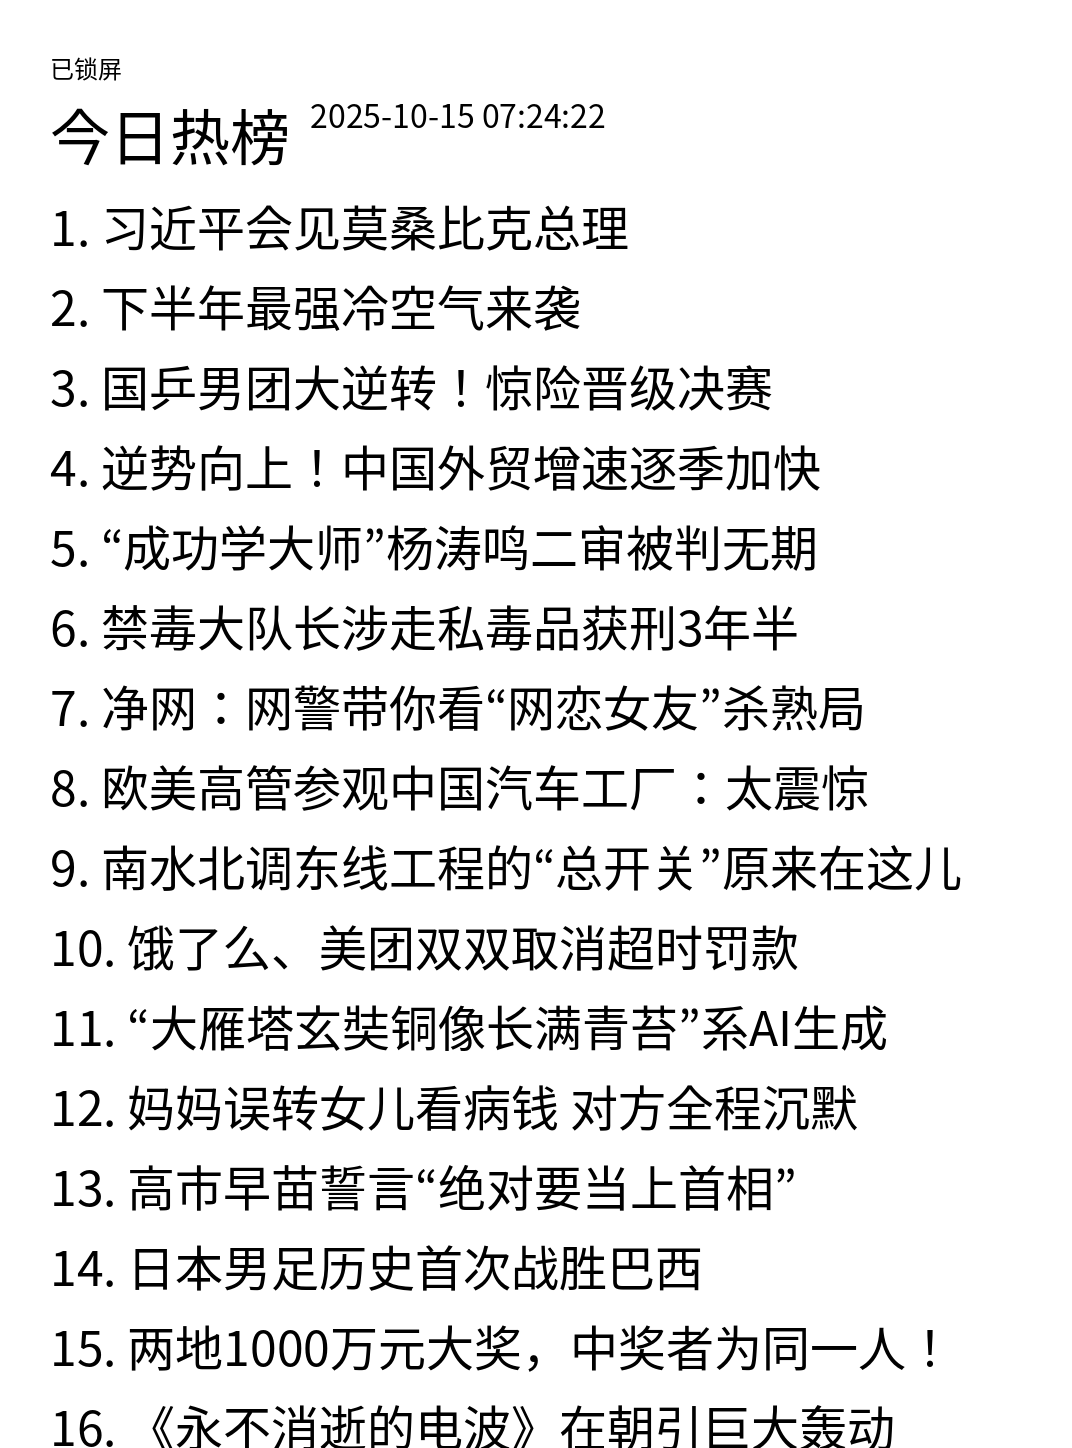 已锁屏
今日热榜 2025-10-15 07:24:22
1. 习近平会见莫桑比克总理
2. 下半年最强冷空气来袭
3. 国乒男团大逆转！惊险晋级决赛
4. 逆势向上！中国外贸增速逐季加快
5. “成功学大师”杨涛鸣二审被判无期
6. 禁毒大队长涉走私毒品获刑3年半
7. 净网：网警带你看“网恋女友”杀熟局
8. 欧美高管参观中国汽车工厂：太震惊
9. 南水北调东线工程的“总开关”原来在这儿
10. 饿了么、美团双双取消超时罚款
11. “大雁塔玄奘铜像长满青苔”系AI生成
12. 妈妈误转女儿看病钱 对方全程沉默
13. 高市早苗誓言“绝对要当上首相”
14. 日本男足历史首次战胜巴西
15. 两地1000万元大奖，中奖者为同一人！
16. 《永不消逝的电波》在朝引巨大轰动